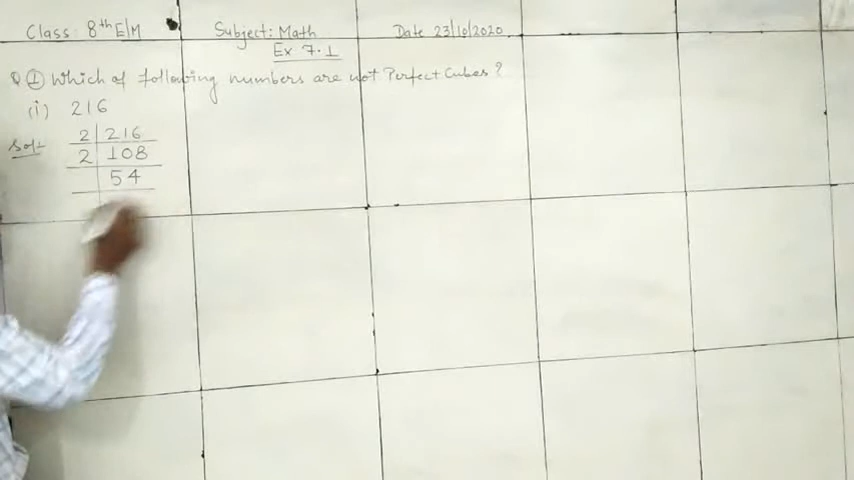 Class: 8th E/M Subject: Math Date 23/10/2020
Ex 7.1
Q ① Which of following numbers are not Perfect Cubes?
(i) 216
Sol:-
2 | 216
2 | 108
54